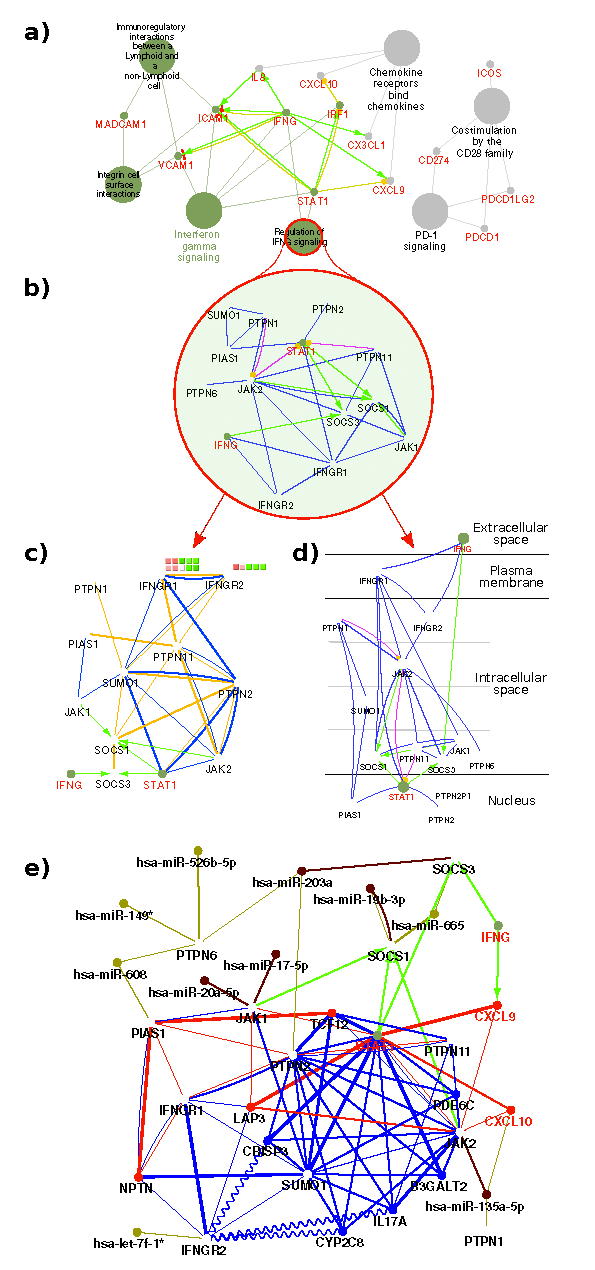 a)
Immunoregulatory
interactions
between a
Lymphoid and
a
non-Lymphoid
cell
IL8
CXCL10
Chemokine
receptors
bind
chemokines
ICOS
MADCAM1
ICAM1
IFNG
IRF1
CX3CL1
Costimulation
by the
CD28 family
VCAM1
CD274
Integrin cell
surface
interactions
CXCL9
STAT1
PDCD1LG2
Interferon
gamma
signaling
Regulation of
IFNG signaling
PD-1
signaling
PDCD1
b)
SUMO1
PTPN1
PTPN2
PIAS1
STAT1
PTPN11
PTPN6
JAK2
SOCS1
SOCS3
IFNG
JAK1
IFNGR1
IFNGR2
c)
IFNGR1
IFNGR2
PTPN1
PIAS1
PTPN11
SUMO1
PTPN2
JAK1
SOCS1
JAK2
IFNG
SOCS3
STAT1
d)
Extracellular
space
IFNG
Plasma
membrane
IFNGR1
PTPN1
IFNGR2
JAK2
Intracellular
space
SUMO1
JAK1
SOCS1
PTPN11
SOCS3
PTPN6
STAT1
PTPN2P1
Nucleus
PIAS1
PTPN2
e)
hsa-miR-526b-5p
hsa-miR-203a
SOCS3
hsa-miR-19b-3p
hsa-miR-149*
hsa-miR-665
IFNG
PTPN6
SOCS1
hsa-miR-608
hsa-miR-17-5p
hsa-miR-20a-5p
JAK1
TCF12
CXCL9
PIAS1
PTPN11
PTPN2
IFNGR1
LAP3
PDE6C
CXCL10
CRISP3
JAK2
NPTN
SUMO1
B3GALT2
hsa-miR-135a-5p
IL17A
hsa-let-7f-1*
IFNGR2
CYP2C8
PTPN1